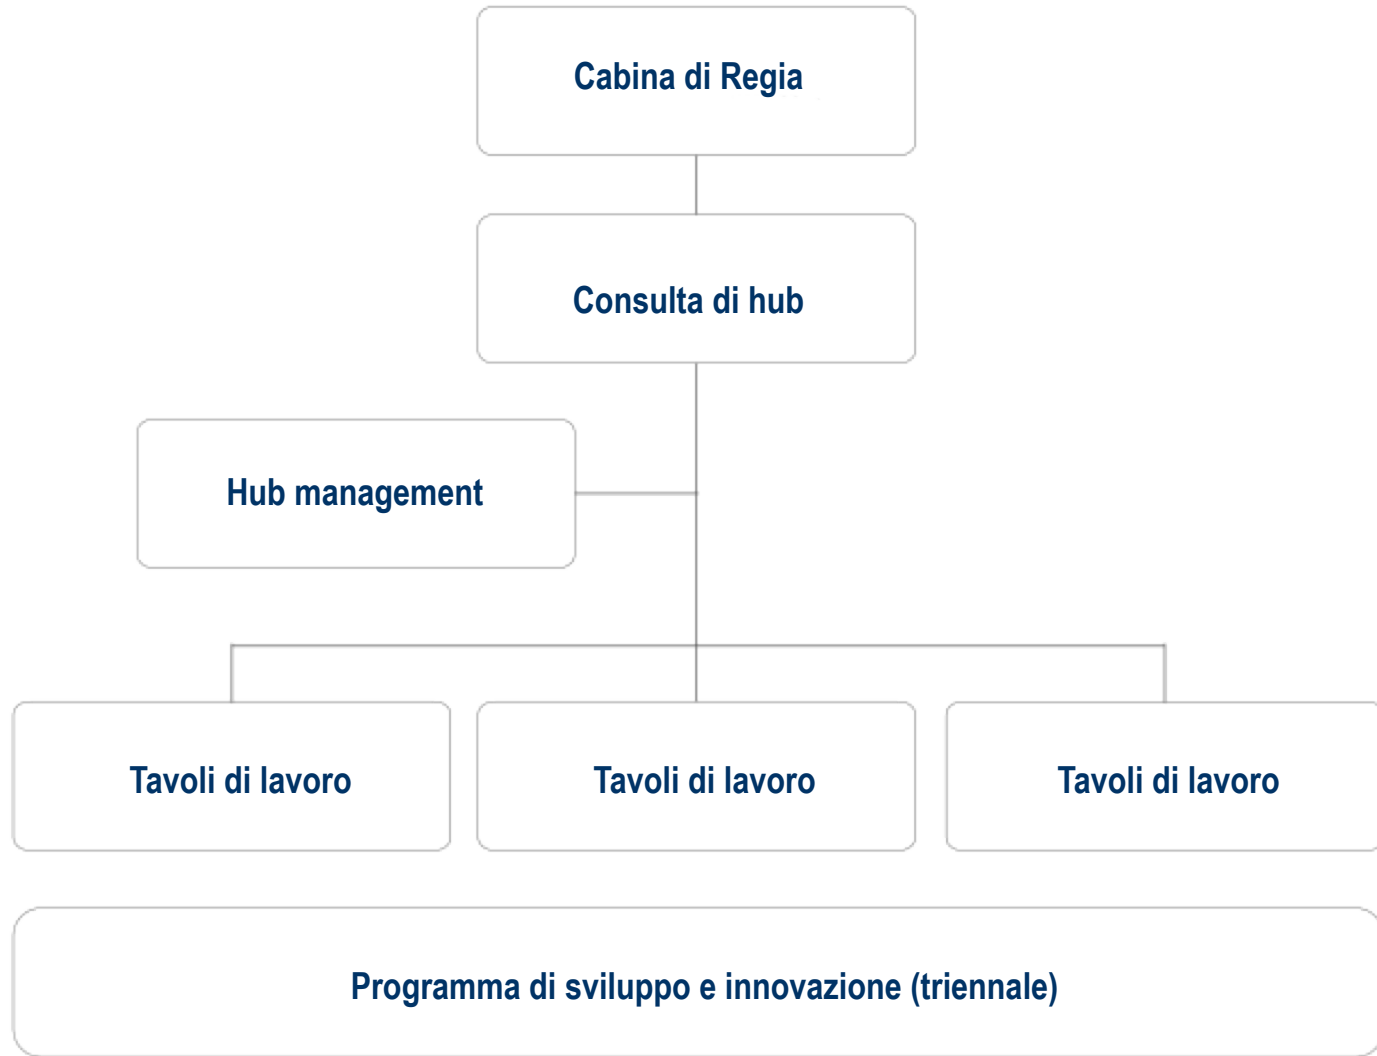 Cabina di Regia
Consulta di hub
Hub management
Tavoli di lavoro
Tavoli di lavoro
Tavoli di lavoro
Programma di sviluppo e innovazione (triennale)